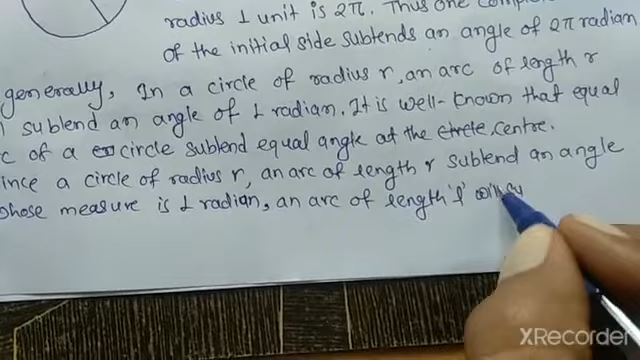 radius 1 unit is 2π. Thus one comple
of the initial side subtends an angle of 2π radian
generally, In a circle of radius r, an arc of length r
l sublend an angle of 1 radian. It is well-known that equal
c of a circle sublend equal angle at the circle centre.
ince a circle of radius r, an arc of length r sublend an angle
phose measure is 1 radian, an arc of length 'l' will su
XRecorder